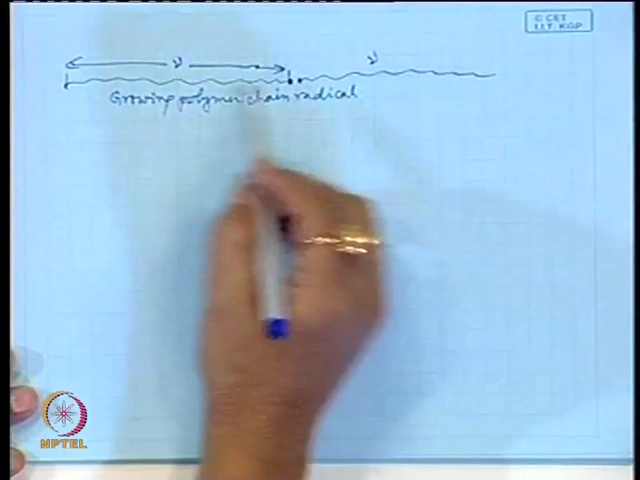 © CET
I.I.T. KGP
ν ν
Growing polymer chain radical
NPTEL